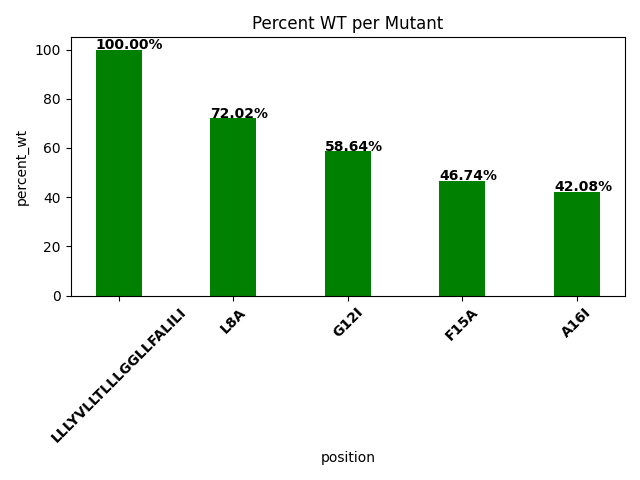 Percent WT per Mutant
percent_wt
100
80
60
40
20
0
100.00%
72.02%
58.64%
46.74%
42.08%
LLLYVLLTLLLGGLLFALILI
L8A
G12I
F15A
A16I
position